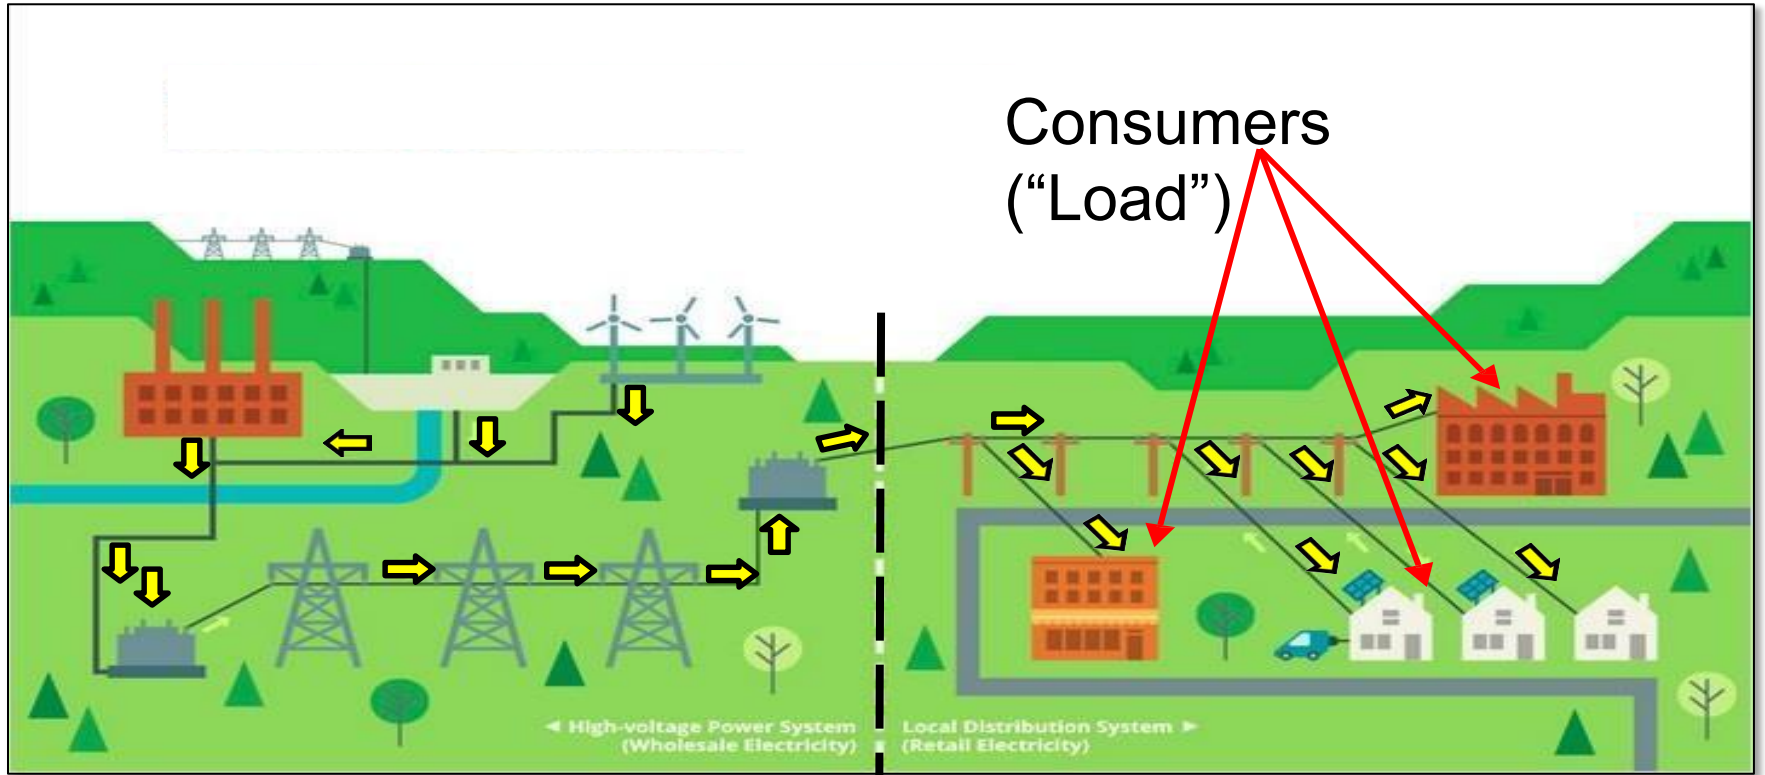 Consumers
(“Load”)
◄ High-voltage Power System
(Wholesale Electricity)
Local Distribution System ►
(Retail Electricity)